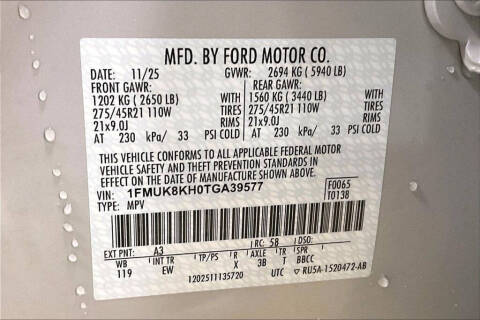 MFD. BY FORD MOTOR CO.
DATE: 11/25 GVWR: 2694 KG ( 5940 LB)
FRONT GAWR: REAR GAWR:
1202 KG ( 2650 LB) WITH 1560 KG ( 3440 LB) WITH
275/45R21 110W TIRES 275/45R21 110W TIRES
21x9.0J RIMS 21x9.0J RIMS
AT 230 kPa/ 33 PSI COLD AT 230 kPa/ 33 PSI COLD
THIS VEHICLE CONFORMS TO ALL APPLICABLE FEDERAL MOTOR
VEHICLE SAFETY AND THEFT PREVENTION STANDARDS IN
EFFECT ON THE DATE OF MANUFACTURE SHOWN ABOVE.
VIN: 1FMUK8KH0TGA39577 F0065
TYPE: MPV T0138
EXT PNT: A3 RC: 58 DSO:
WB INT TR TP/PS R AXLE TR SPR
119 EW X 3B T BBCC
1202511135720 UTC RU5A-1520472-AB